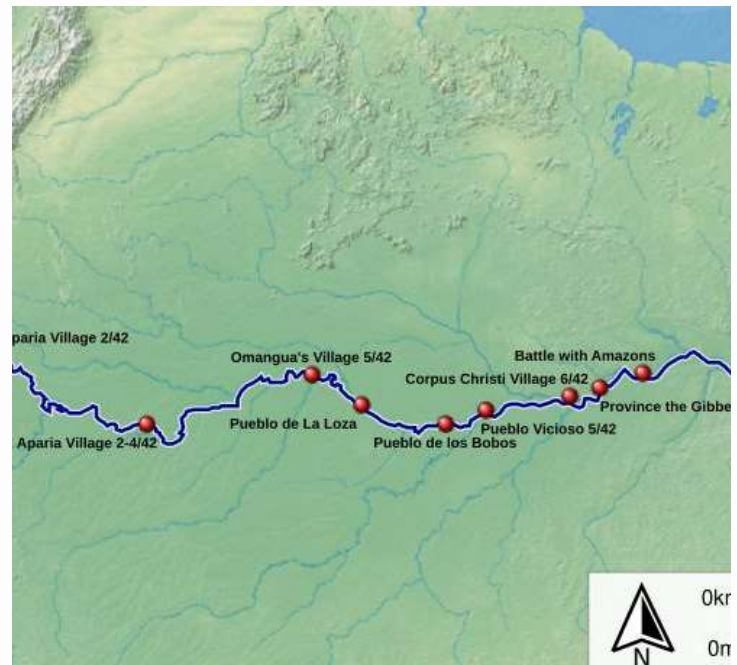 paria Village 2/42
Omangua's Village 5/42
Battle with Amazons
Corpus Christi Village 6/42
Province the Gibbe
Pueblo de La Loza
Pueblo Vicioso 5/42
Aparia Village 2-4/42
Pueblo de los Bobos
0km
0m
N